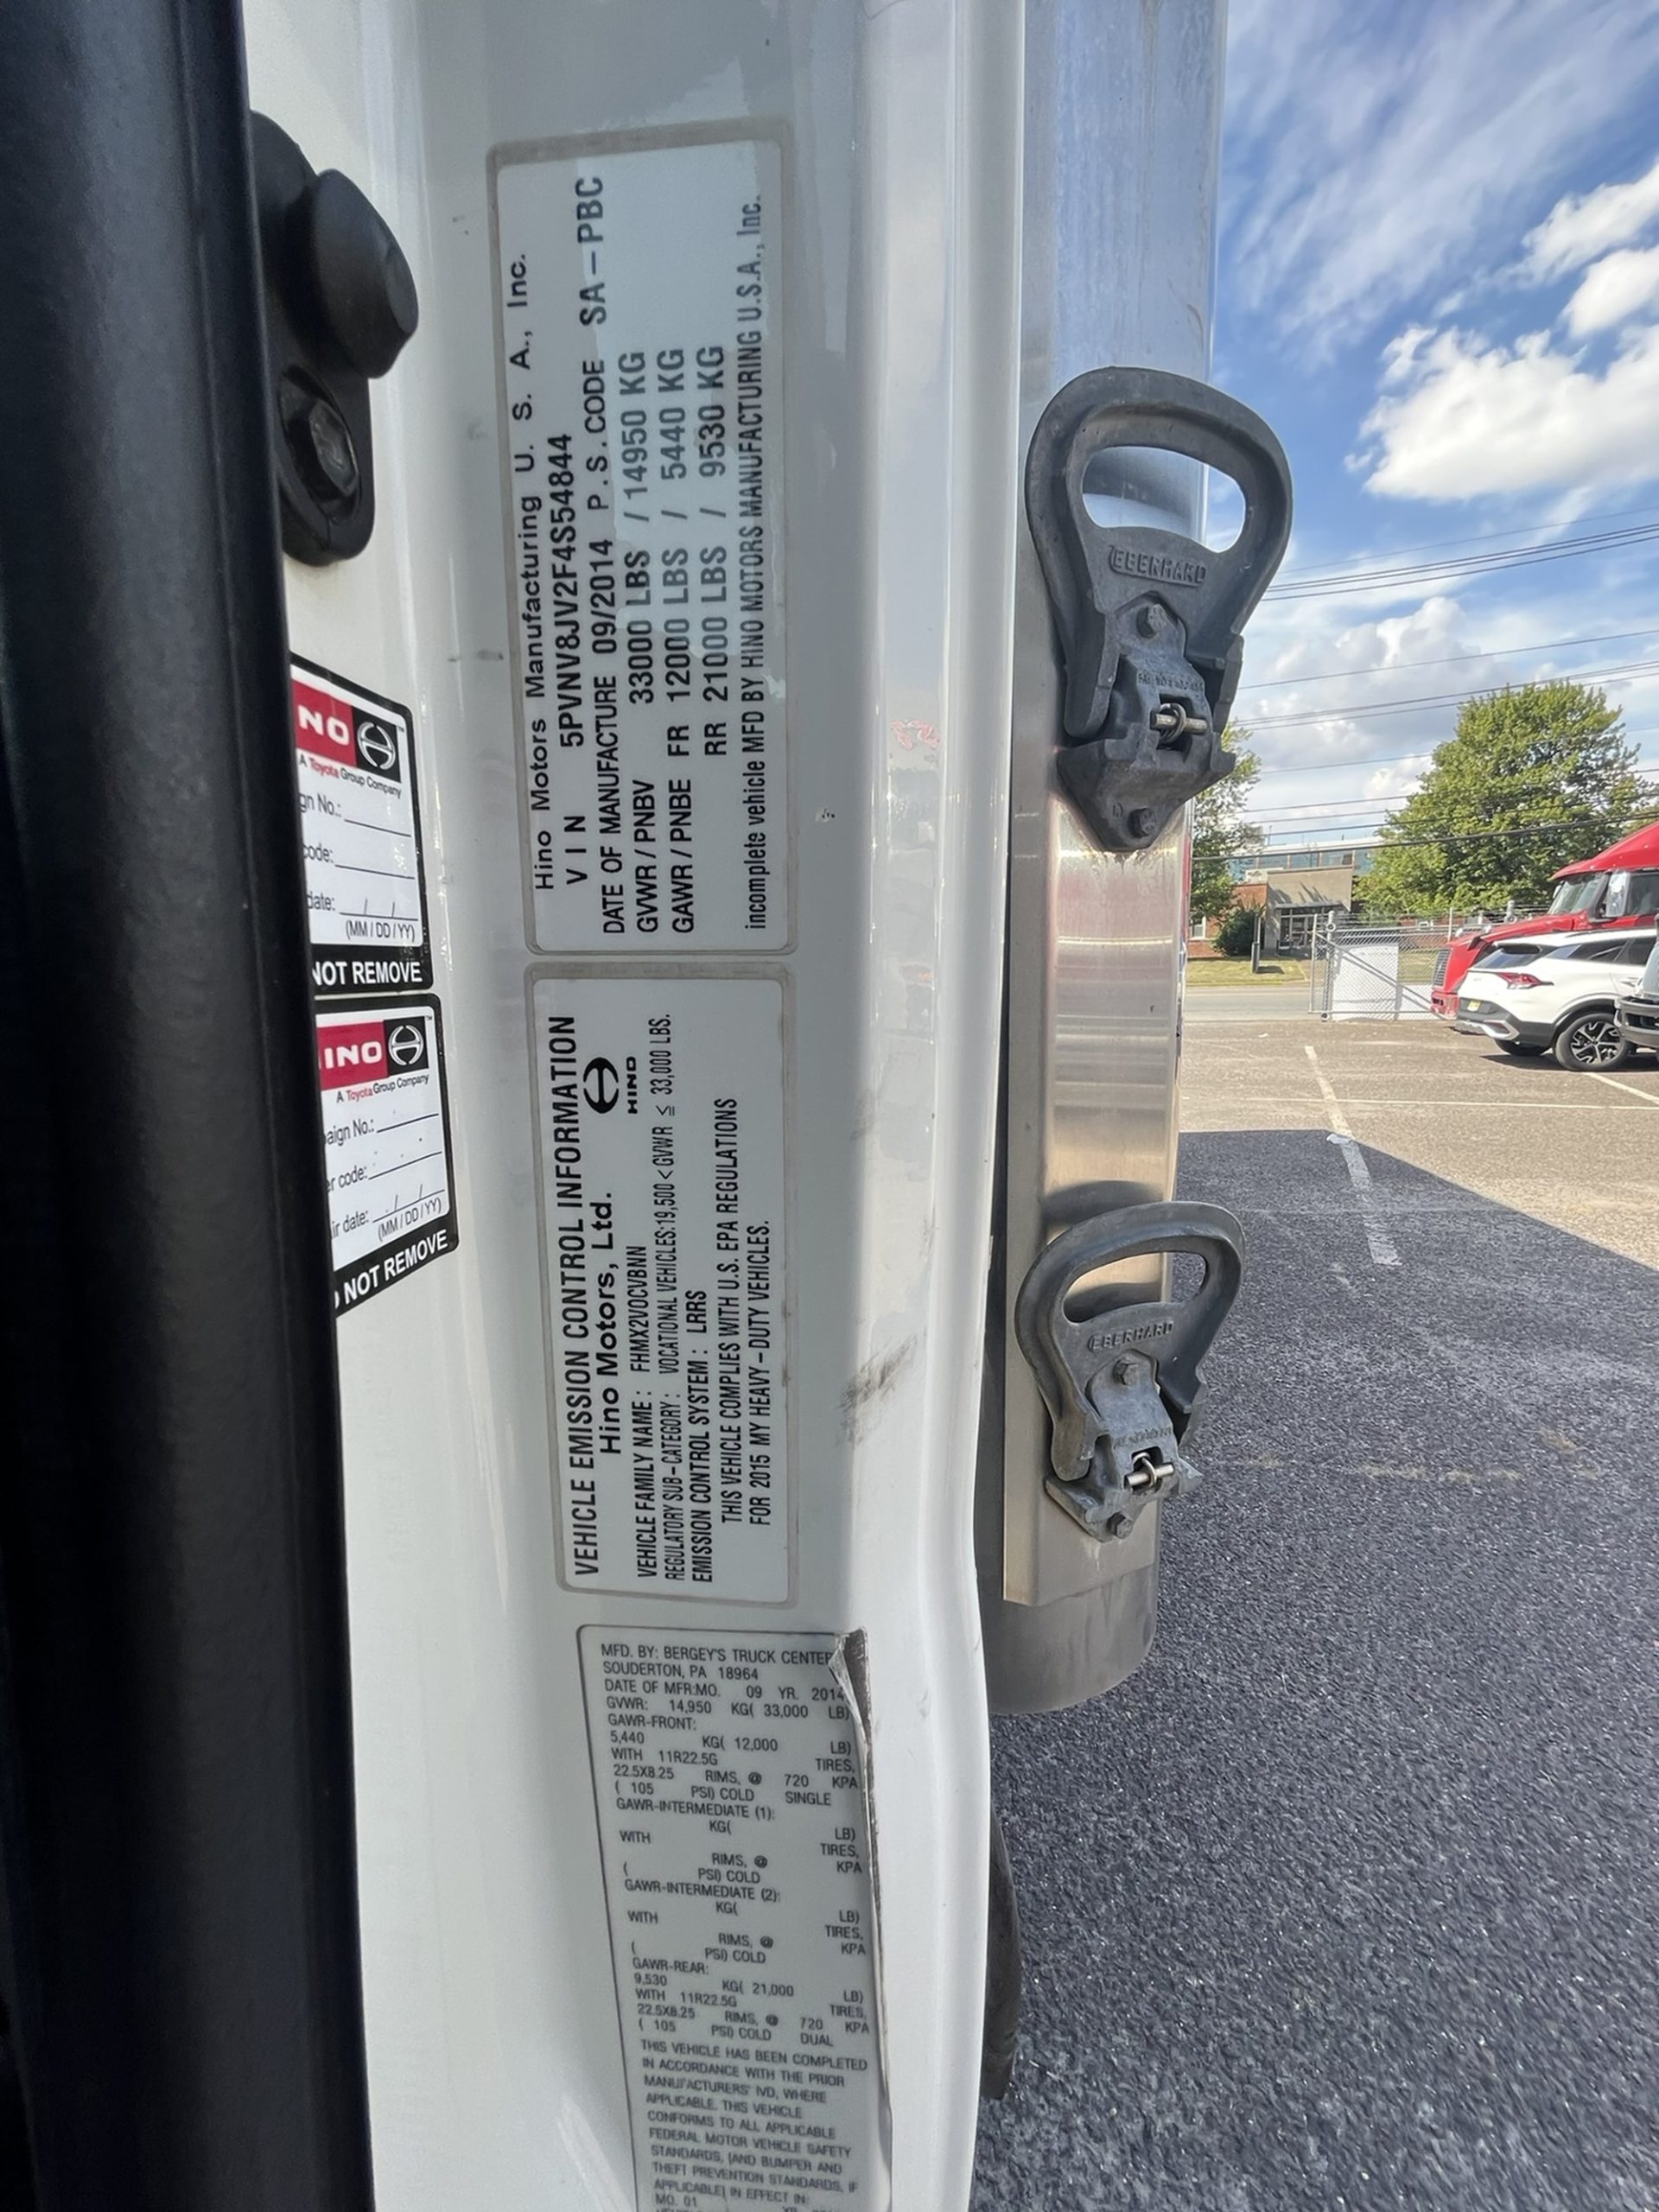 Hino Motors Manufacturing U. S. A., Inc.
V I N 5PVNV8JV2F4S54844
DATE OF MANUFACTURE 09/2014 P.S.CODE SA-PBC
GVWR/PNBV 33000 LBS / 14950 KG
GAWR/PNBE FR 12000 LBS / 5440 KG
RR 21000 LBS / 9530 KG
incomplete vehicle MFD BY HINO MOTORS MANUFACTURING U.S.A., Inc.
VEHICLE EMISSION CONTROL INFORMATION
Hino Motors, Ltd.
HINO
VEHICLE FAMILY NAME : FHMX2VOCVBNN
REGULATORY SUB-CATEGORY : VOCATIONAL VEHICLES:19,500 < GVWR ≦ 33,000 LBS.
EMISSION CONTROL SYSTEM : LRRS
THIS VEHICLE COMPLIES WITH U.S. EPA REGULATIONS
FOR 2015 MY HEAVY-DUTY VEHICLES.
MFD. BY: BERGEY'S TRUCK CENTER
SOUDERTON, PA 18964
DATE OF MFR:MO. 09 YR. 2014
GVWR: 14,950 KG( 33,000 LB)
GAWR-FRONT:
5,440 KG( 12,000 LB)
WITH 11R22.5G TIRES,
22.5X8.25 RIMS, @ 720 KPA
( 105 PSI) COLD SINGLE
GAWR-INTERMEDIATE (1):
KG( LB)
WITH TIRES,
RIMS, @ KPA
( PSI) COLD
GAWR-INTERMEDIATE (2):
KG( LB)
WITH TIRES,
RIMS, @ KPA
( PSI) COLD
GAWR-REAR:
9,530 KG( 21,000 LB)
WITH 11R22.5G TIRES,
22.5X8.25 RIMS, @ 720 KPA
( 105 PSI) COLD DUAL
THIS VEHICLE HAS BEEN COMPLETED
IN ACCORDANCE WITH THE PRIOR
MANUFACTURERS' IVD, WHERE
APPLICABLE. THIS VEHICLE
CONFORMS TO ALL APPLICABLE
FEDERAL MOTOR VEHICLE SAFETY
STANDARDS, (AND BUMPER AND
THEFT PREVENTION STANDARDS, IF
APPLICABLE) IN EFFECT IN:
MO. 01
NO
A Toyota Group Company
gn No.:
code:
date: / /
(MM / DD / YY)
NOT REMOVE
INO
A Toyota Group Company
aign No.:
r code:
ir date: / /
(MM / DD / YY)
NOT REMOVE
EBERHARD
EBERHARD